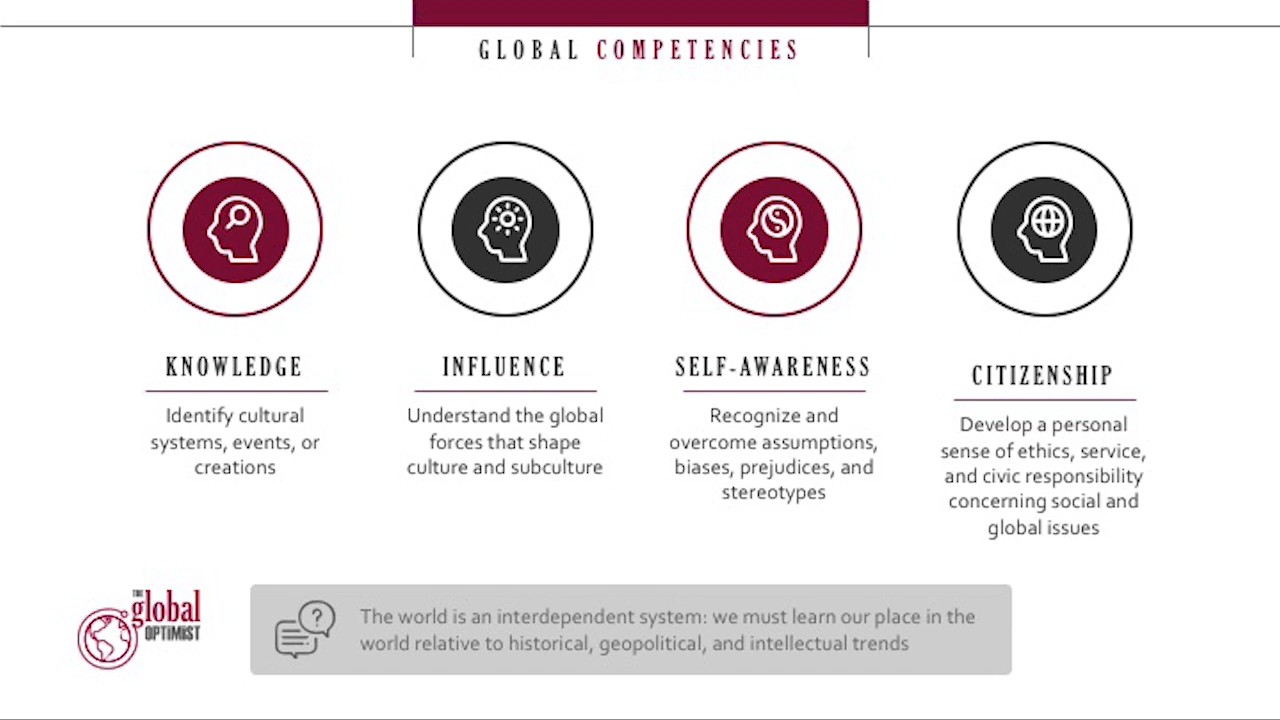 GLOBAL COMPETENCIES
KNOWLEDGE
Identify cultural
systems, events, or
creations
INFLUENCE
Understand the global
forces that shape
culture and subculture
SELF-AWARENESS
Recognize and
overcome assumptions,
biases, prejudices, and
stereotypes
CITIZENSHIP
Develop a personal
sense of ethics, service,
and civic responsibility
concerning social and
global issues
THE
global
OPTIMIST
?
The world is an interdependent system: we must learn our place in the
world relative to historical, geopolitical, and intellectual trends